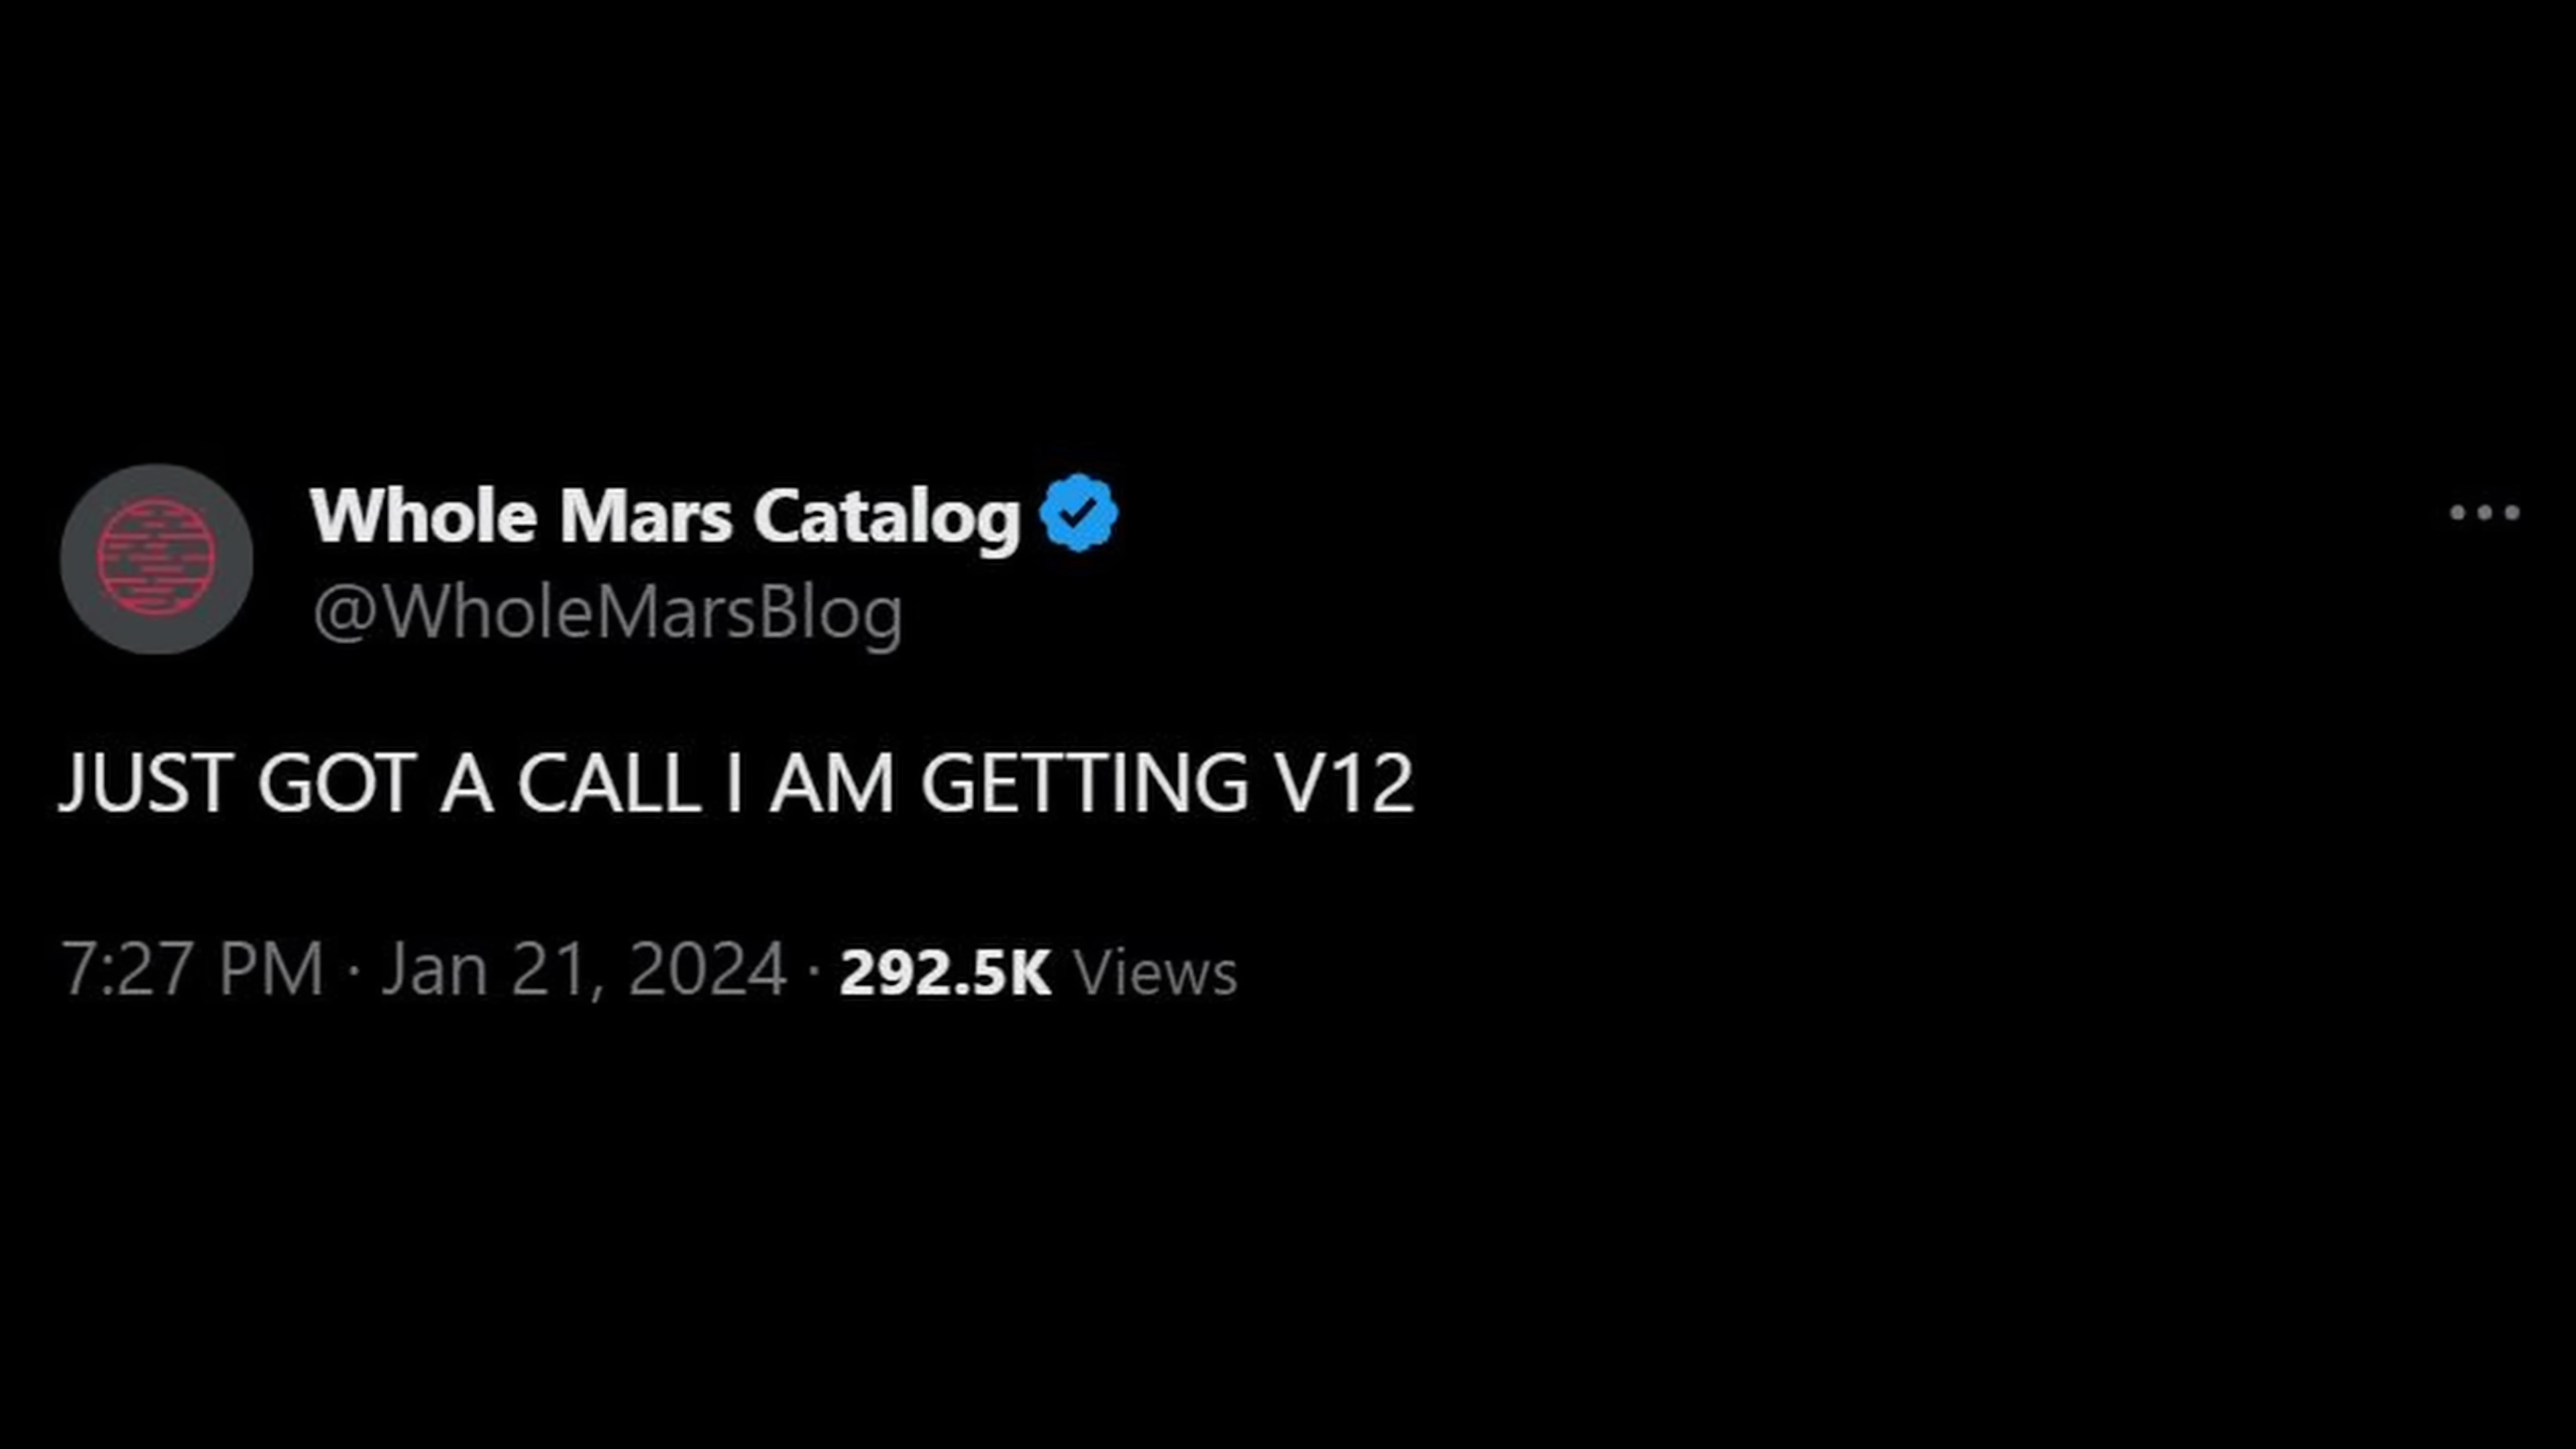 Whole Mars Catalog
@WholeMarsBlog
JUST GOT A CALL I AM GETTING V12
7:27 PM · Jan 21, 2024 · 292.5K Views